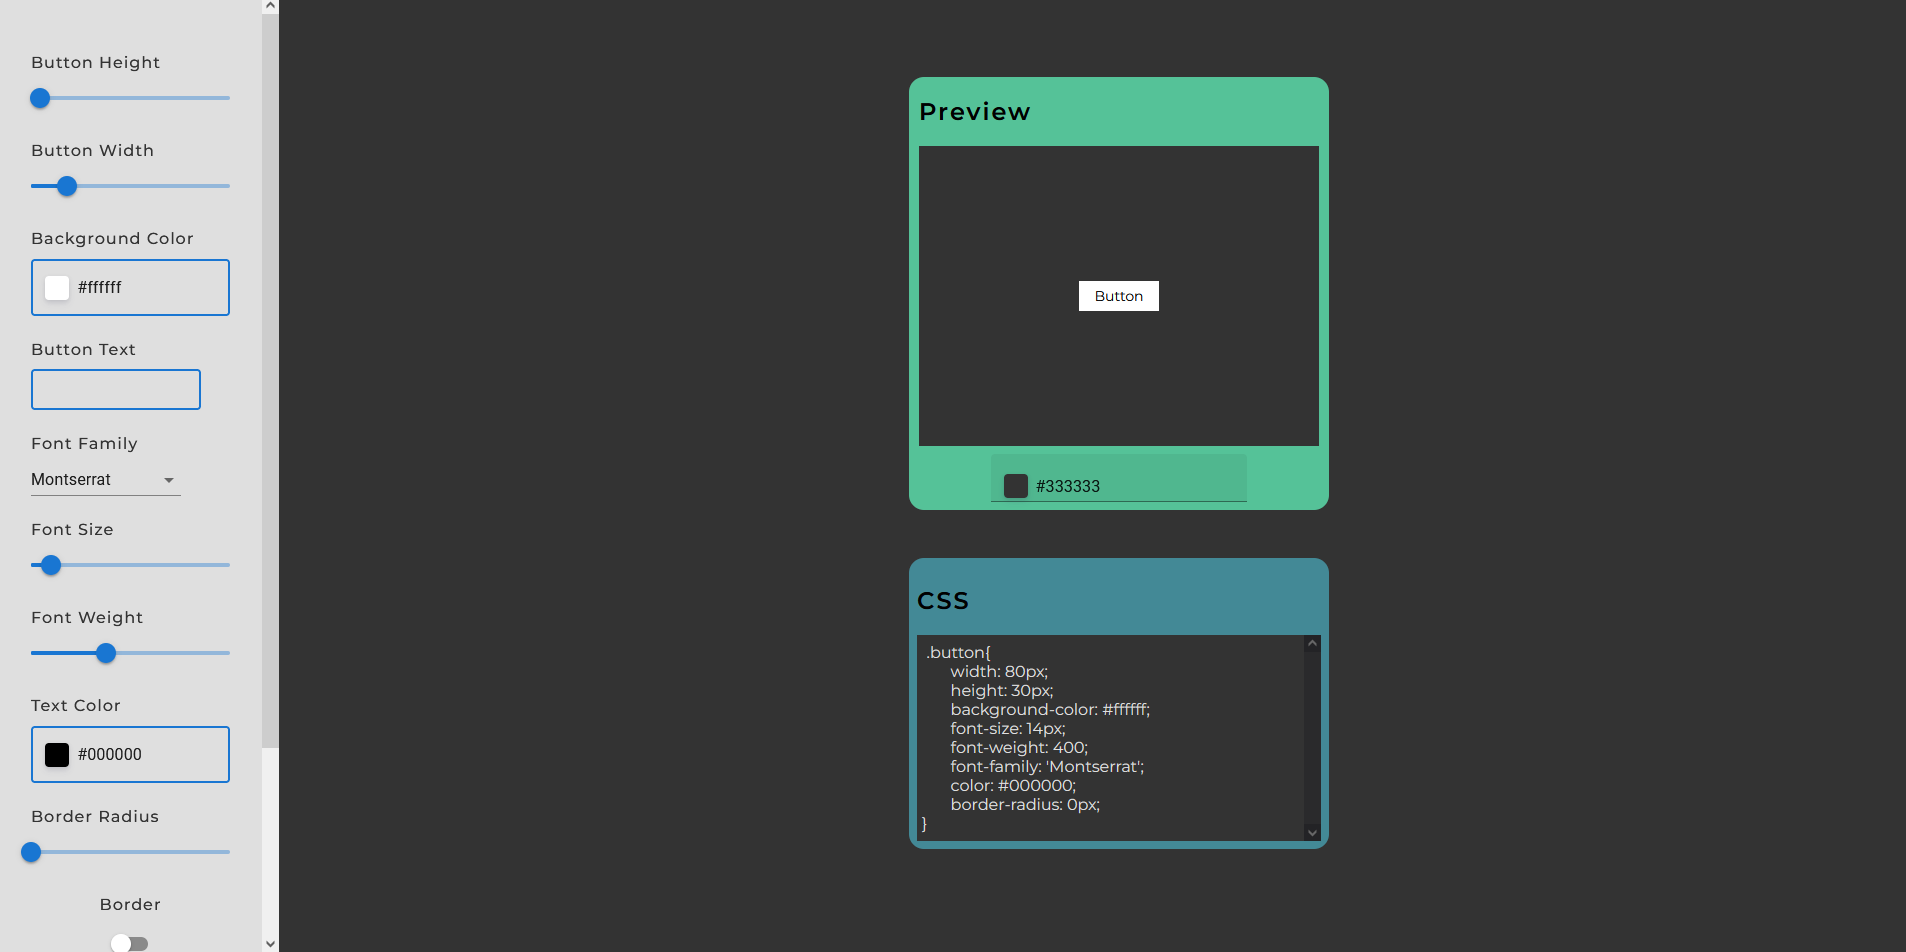 Button Height
Button Width
Background Color
#ffffff
Button Text
Font Family
Montserrat
Font Size
Font Weight
Text Color
#000000
Border Radius
Border
Preview
Button
#333333
CSS
.button{
width: 80px;
height: 30px;
background-color: #ffffff;
font-size: 14px;
font-weight: 400;
font-family: 'Montserrat';
color: #000000;
border-radius: 0px;
}